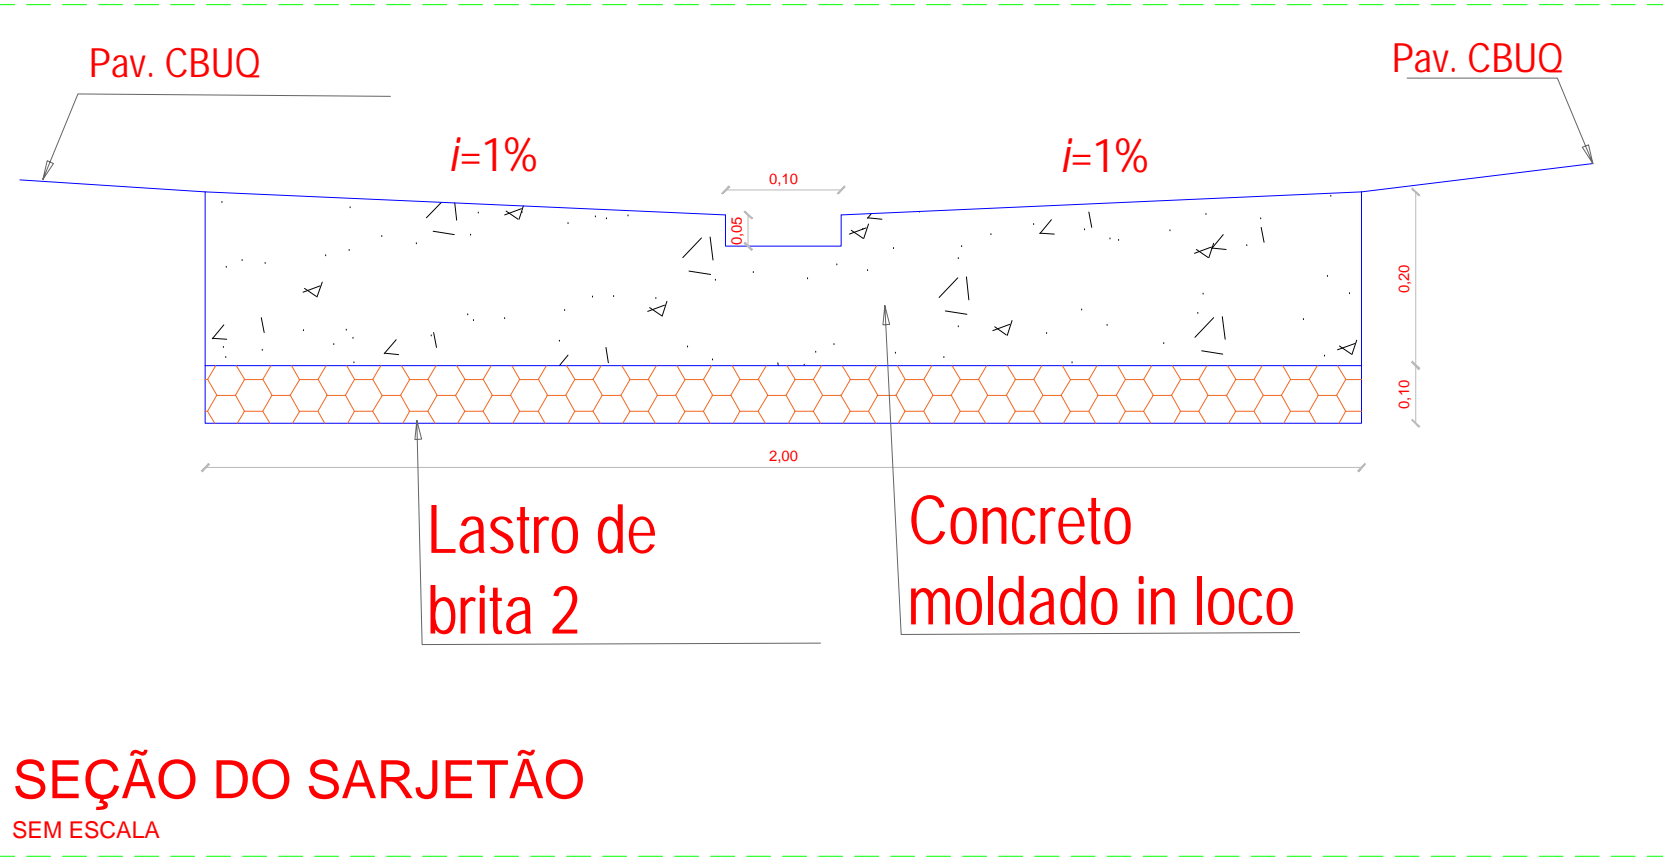 Pav. CBUQ
Pav. CBUQ
i=1%
i=1%
0,10
0,05
0,20
0,10
2,00
Lastro de
brita 2
Concreto
moldado in loco
SEÇÃO DO SARJETÃO
SEM ESCALA